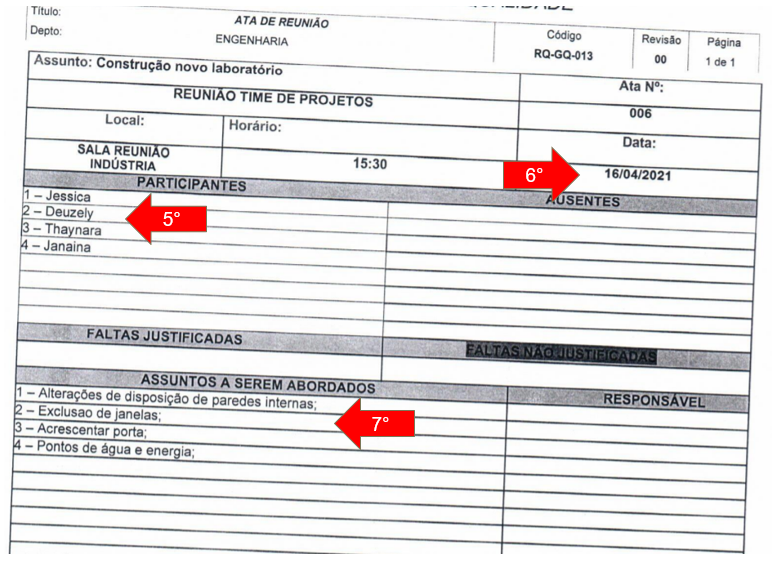 Título:
ATA DE REUNIÃO
Depto:
ENGENHARIA
Código
RQ-GQ-013
Revisão
00
Página
1 de 1
Assunto: Construção novo laboratório
REUNIÃO TIME DE PROJETOS
Ata Nº:
006
Local:
Horário:
Data:
SALA REUNIÃO
INDÚSTRIA
15:30
6°
16/04/2021
PARTICIPANTES
AUSENTES
1 – Jessica
2 – Deuzely
5°
3 – Thaynara
4 – Janaina
FALTAS JUSTIFICADAS
FALTAS NÃO JUSTIFICADAS
ASSUNTOS A SEREM ABORDADOS
RESPONSÁVEL
1 – Alterações de disposição de paredes internas;
2 – Exclusao de janelas;
7°
3 – Acrescentar porta;
4 – Pontos de água e energia;